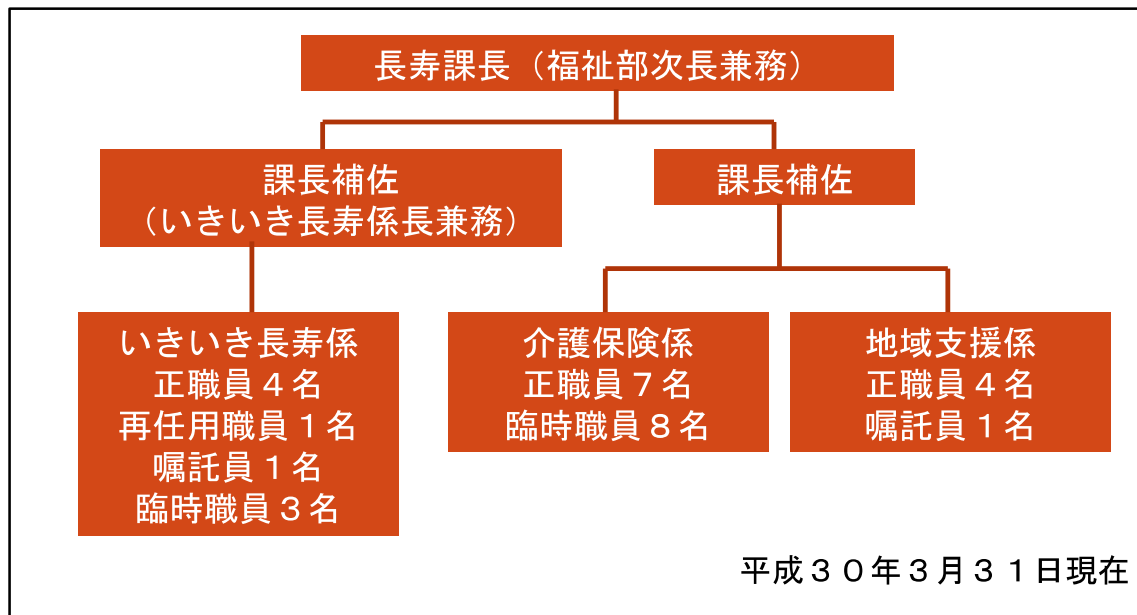 長寿課長（福祉部次長兼務）
課長補佐
（いきいき長寿係長兼務）
課長補佐
いきいき長寿係
正職員４名
再任用職員１名
嘱託員１名
臨時職員３名
介護保険係
正職員７名
臨時職員８名
地域支援係
正職員４名
嘱託員１名
平成３０年３月３１日現在